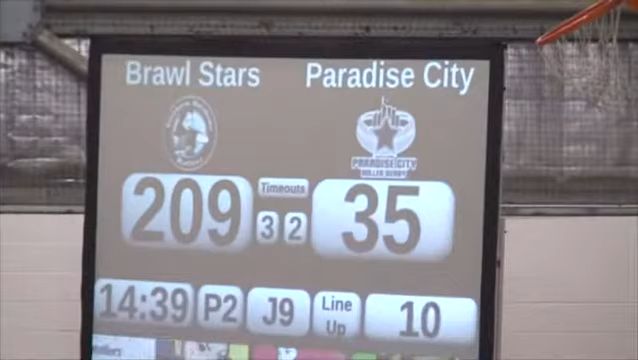 Brawl Stars Paradise City
PARADISE CITY
ROLLER DERBY
Timeouts
209 3 2 35
14:39 P2 J9 Line Up 10